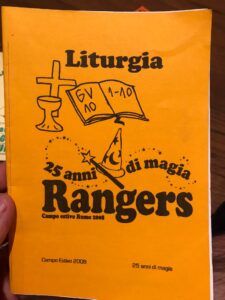 Liturgia
GV
10
1-10
25 anni di magia
Rangers
Campo estivo Rumo 2008
Campo Estivo 2008
25 anni di magia